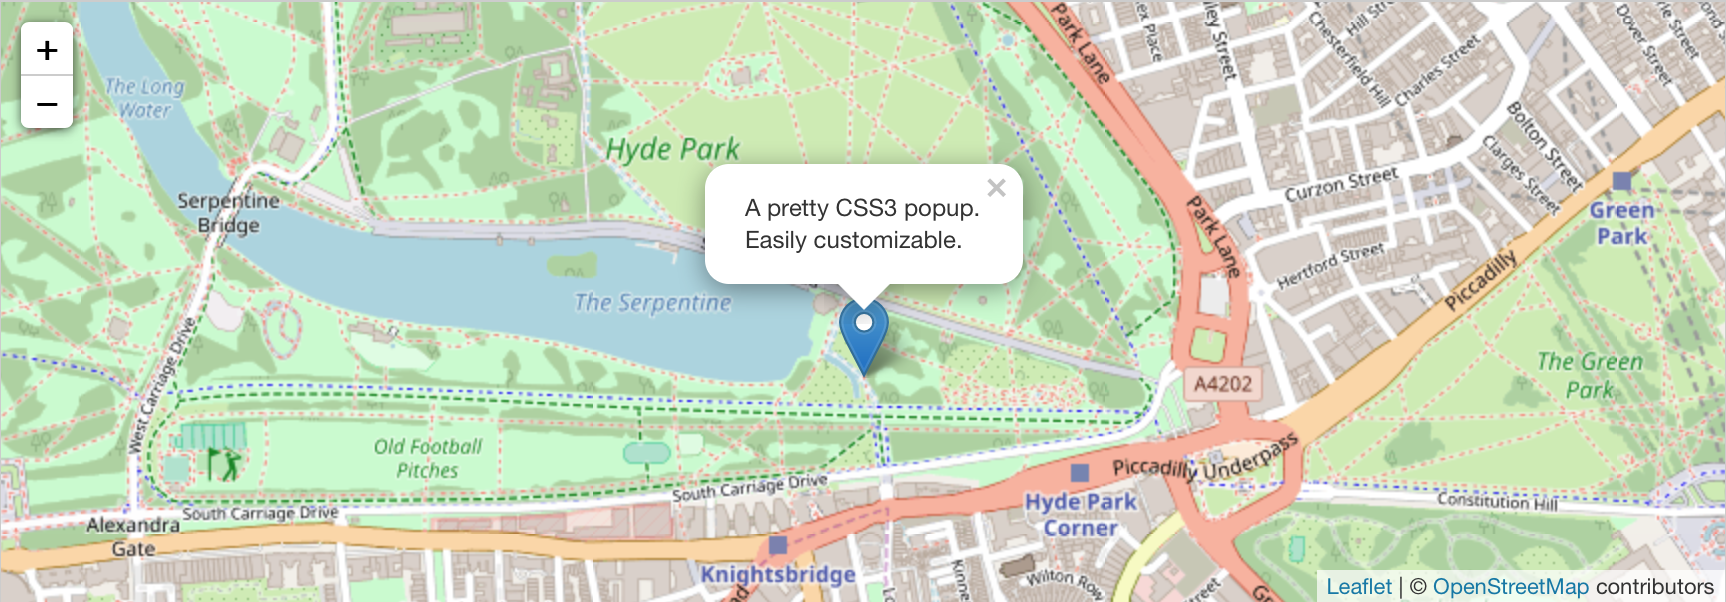 +
−
The Long
Water
Serpentine
Bridge
Hyde Park
A pretty CSS3 popup.
Easily customizable.
×
The Serpentine
West Carriage Drive
Old Football
Pitches
South Carriage Drive
South Carriage Drive
Alexandra
Gate
Knightsbridge
Hyde Park
Corner
Piccadilly Underpass
A4202
Park Lane
Park Lane
Chesterfield Hill
Charles Street
Curzon Street
Hertford Street
Bolton Street
Clarges Street
Dover Street
Piccadilly
Green
Park
The Green
Park
Constitution Hill
Wilton Row
Leaflet | © OpenStreetMap contributors